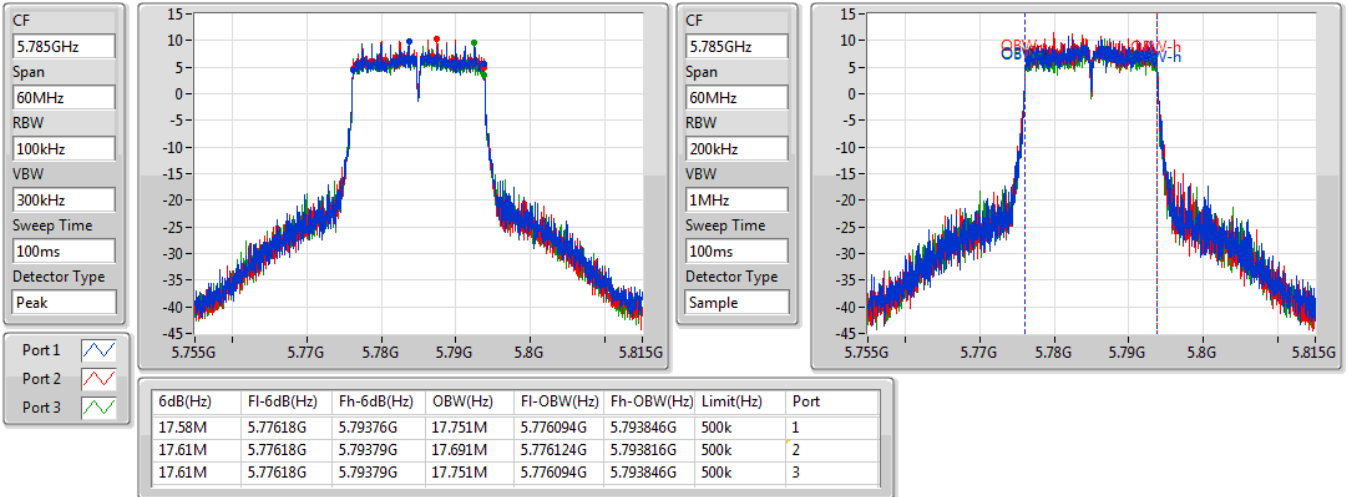 CF
5.785GHz
Span
60MHz
RBW
100kHz
VBW
300kHz
Sweep Time
100ms
Detector Type
Peak
15
10
5
0
-5
-10
-15
-20
-25
-30
-35
-40
-45
5.755G 5.77G 5.78G 5.79G 5.8G 5.815G
CF
5.785GHz
Span
60MHz
RBW
200kHz
VBW
1MHz
Sweep Time
100ms
Detector Type
Sample
15
10
5
0
-5
-10
-15
-20
-25
-30
-35
-40
-45
5.755G 5.77G 5.78G 5.79G 5.8G 5.815G
Port 1
Port 2
Port 3
6dB(Hz) Fl-6dB(Hz) Fh-6dB(Hz) OBW(Hz) Fl-OBW(Hz) Fh-OBW(Hz) Limit(Hz) Port
17.58M 5.77618G 5.79376G 17.751M 5.776094G 5.793846G 500k 1
17.61M 5.77618G 5.79379G 17.691M 5.776124G 5.793816G 500k 2
17.61M 5.77618G 5.79379G 17.751M 5.776094G 5.793846G 500k 3